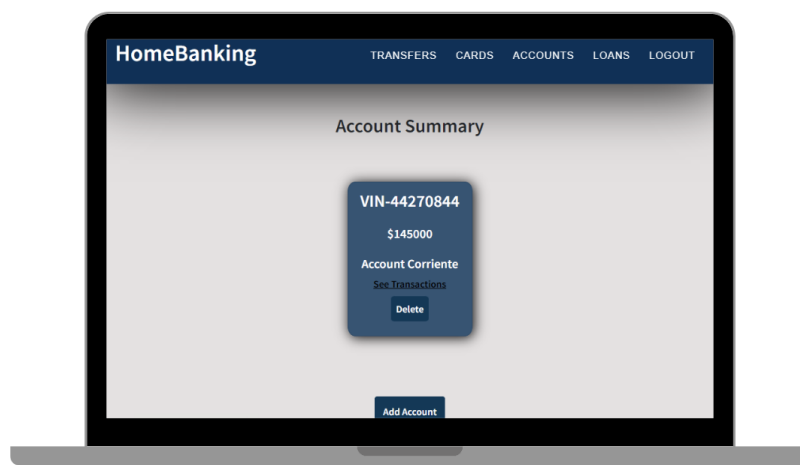 HomeBanking
TRANSFERS CARDS ACCOUNTS LOANS LOGOUT
Account Summary
VIN-44270844
$145000
Account Corriente
See Transactions
Delete
Add Account